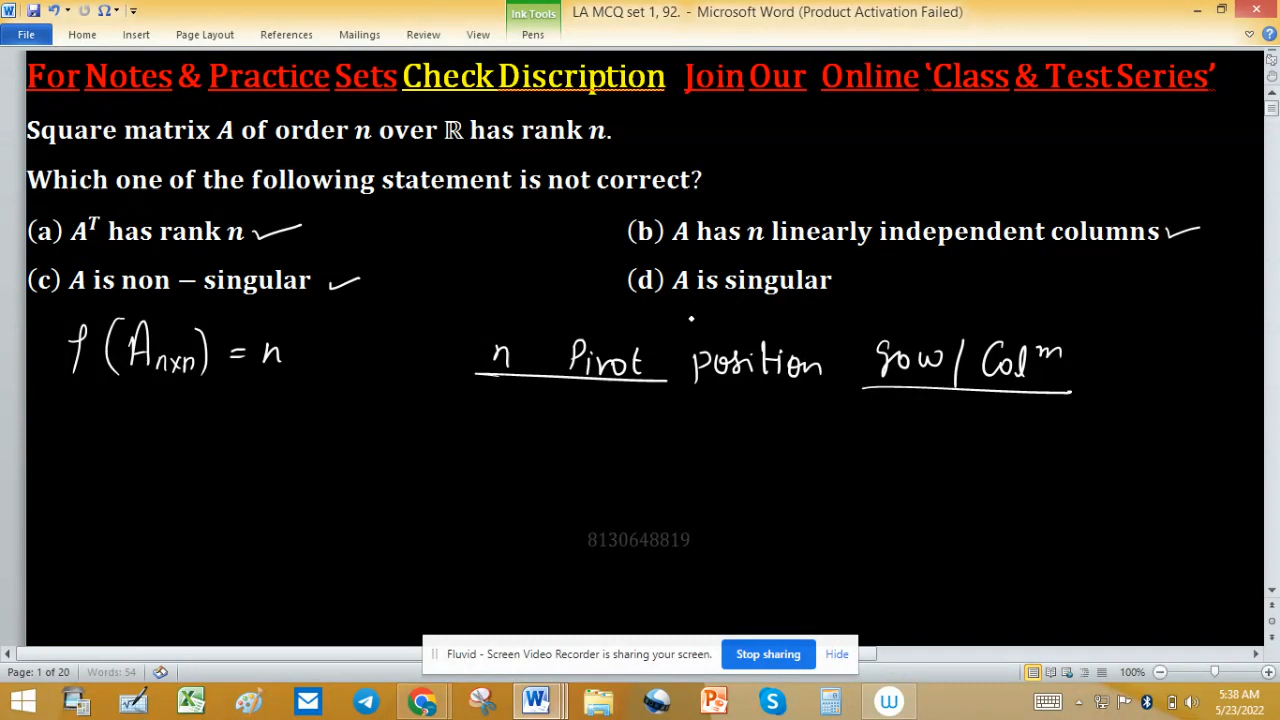 Ink Tools
LA MCQ set 1, 92. - Microsoft Word (Product Activation Failed)
File Home Insert Page Layout References Mailings Review View Pens
For Notes & Practice Sets Check Discription Join Our Online ‘Class & Test Series’
Square matrix A of order n over ℝ has rank n.
Which one of the following statement is not correct?
(a) Aᵀ has rank n ✓ (b) A has n linearly independent columns ✓
(c) A is non − singular ✓ (d) A is singular
ρ(Aₙₓₙ) = n n Pivot position row/Colᵐ
8130648819
Fluvid - Screen Video Recorder is sharing your screen. Stop sharing Hide
Page: 1 of 20 Words: 54 100%
5:38 AM
5/23/2022